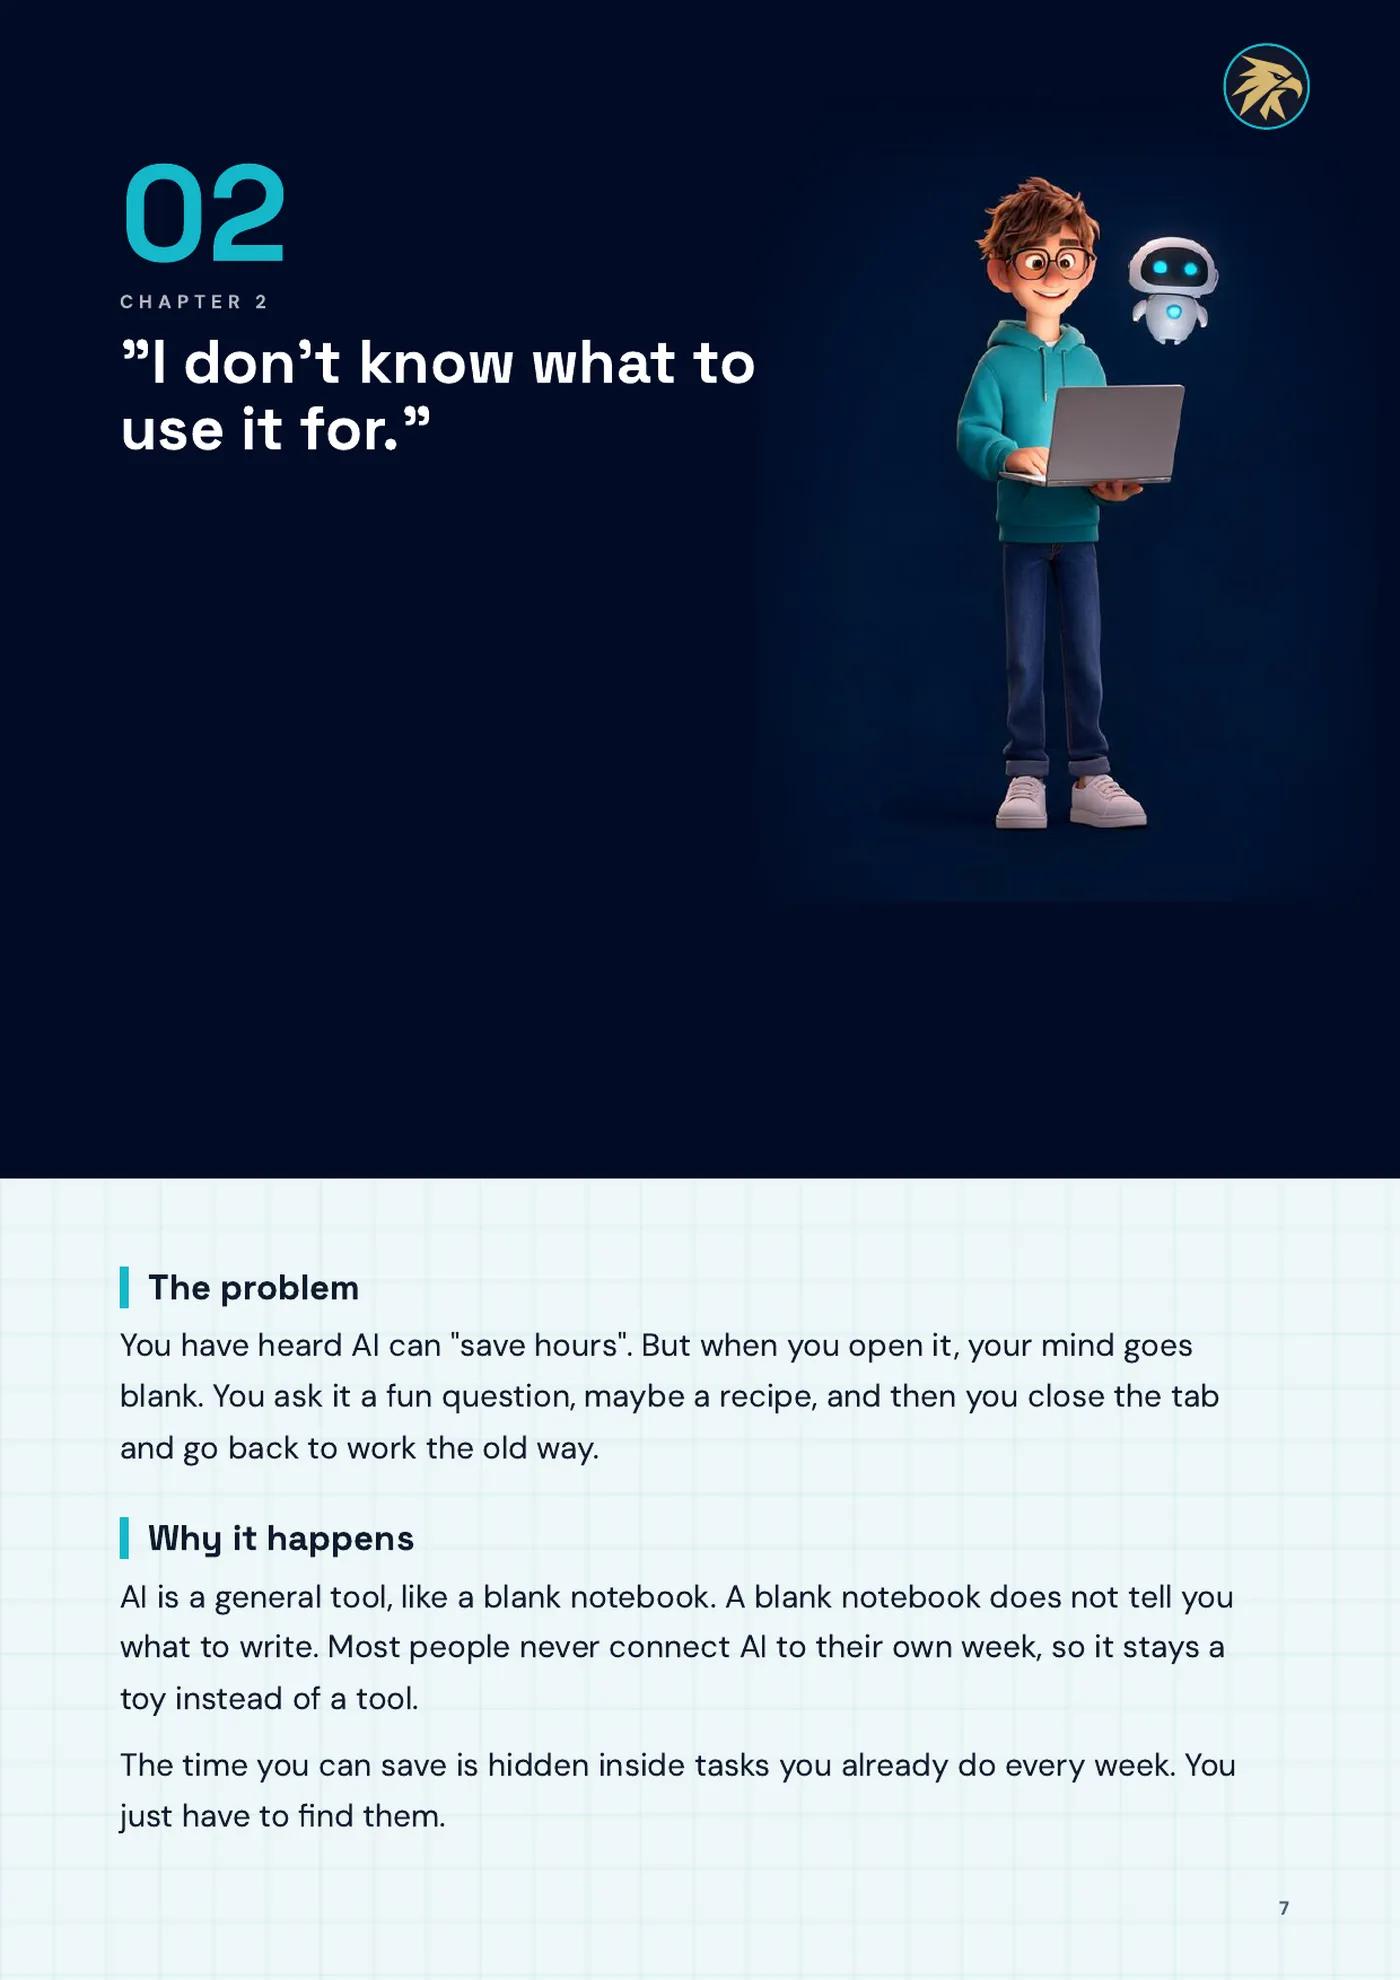 02
CHAPTER 2
”I don’t know what to
use it for.”
The problem
You have heard AI can "save hours". But when you open it, your mind goes
blank. You ask it a fun question, maybe a recipe, and then you close the tab
and go back to work the old way.
Why it happens
AI is a general tool, like a blank notebook. A blank notebook does not tell you
what to write. Most people never connect AI to their own week, so it stays a
toy instead of a tool.
The time you can save is hidden inside tasks you already do every week. You
just have to find them.
7